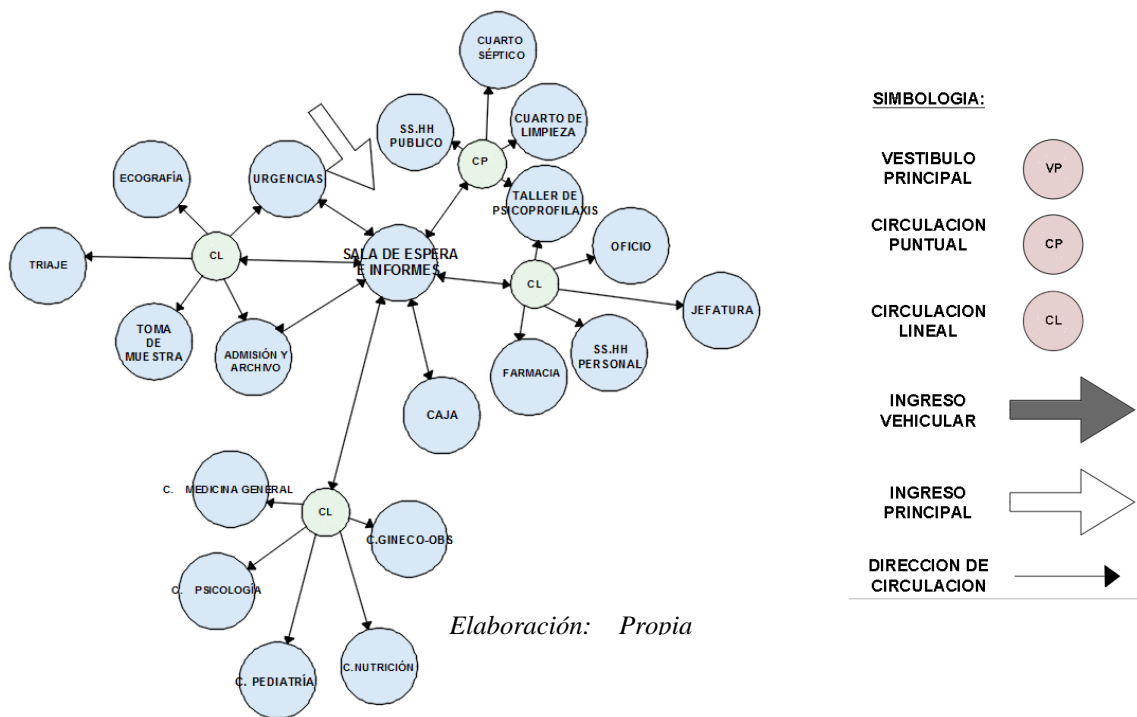 CUARTO
SÉPTICO
SS.HH
PUBLICO
CUARTO DE
LIMPIEZA
CP
ECOGRAFÍA
URGENCIAS
TALLER DE
PSICOPROFILAXIS
TRIAJE
CL
SALA DE ESPERA
E INFORMES
OFICIO
CL
JEFATURA
TOMA
DE
MUESTRA
ADMISIÓN Y
ARCHIVO
SS.HH
PERSONAL
FARMACIA
CAJA
C. MEDICINA GENERAL
CL
C.GINECO-OBS
C. PSICOLOGÍA
C. PEDIATRÍA
C.NUTRICIÓN
Elaboración: Propia
SIMBOLOGIA:
VESTIBULO
PRINCIPAL
VP
CIRCULACION
PUNTUAL
CP
CIRCULACION
LINEAL
CL
INGRESO
VEHICULAR
INGRESO
PRINCIPAL
DIRECCION DE
CIRCULACION